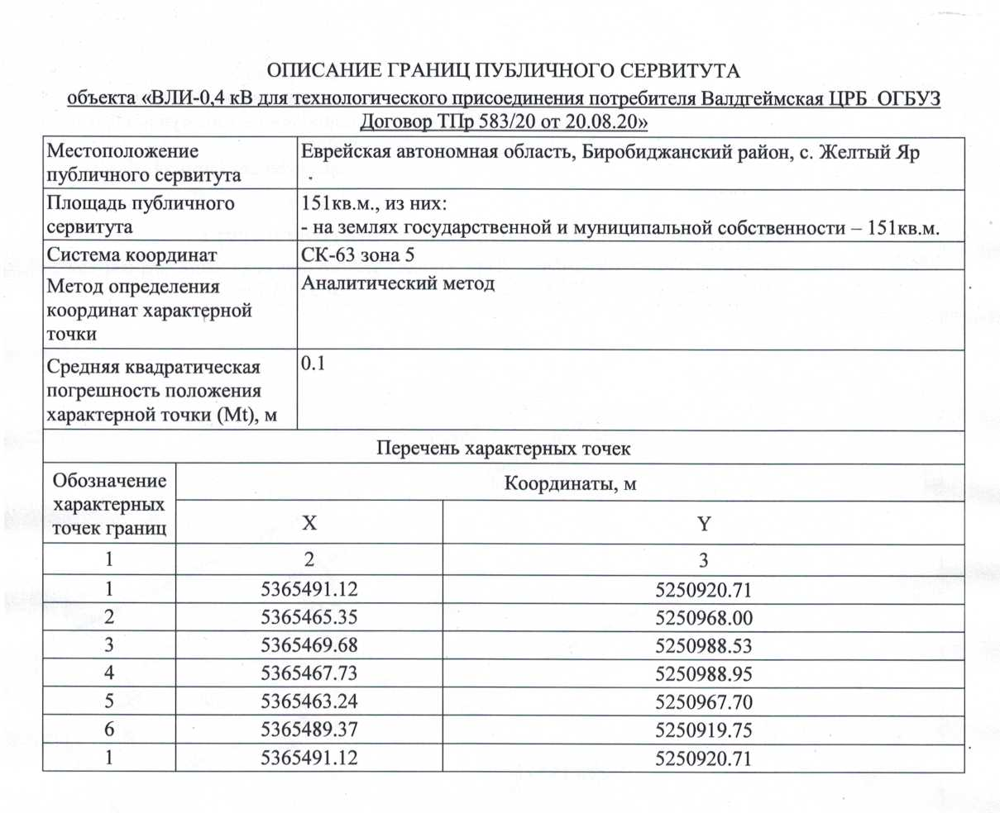 ОПИСАНИЕ ГРАНИЦ ПУБЛИЧНОГО СЕРВИТУТА
объекта «ВЛИ-0,4 кВ для технологического присоединения потребителя Валдгеймская ЦРБ ОГБУЗ
Договор ТПр 583/20 от 20.08.20»
Местоположение
публичного сервитута
Еврейская автономная область, Биробиджанский район, с. Желтый Яр
Площадь публичного
сервитута
151кв.м., из них:
- на землях государственной и муниципальной собственности – 151кв.м.
Система координат
СК-63 зона 5
Метод определения
координат характерной
точки
Аналитический метод
Средняя квадратическая
погрешность положения
характерной точки (Mt), м
0.1
Перечень характерных точек
Обозначение
характерных
точек границ
Координаты, м
X
Y
1 2 3
1 5365491.12 5250920.71
2 5365465.35 5250968.00
3 5365469.68 5250988.53
4 5365467.73 5250988.95
5 5365463.24 5250967.70
6 5365489.37 5250919.75
1 5365491.12 5250920.71